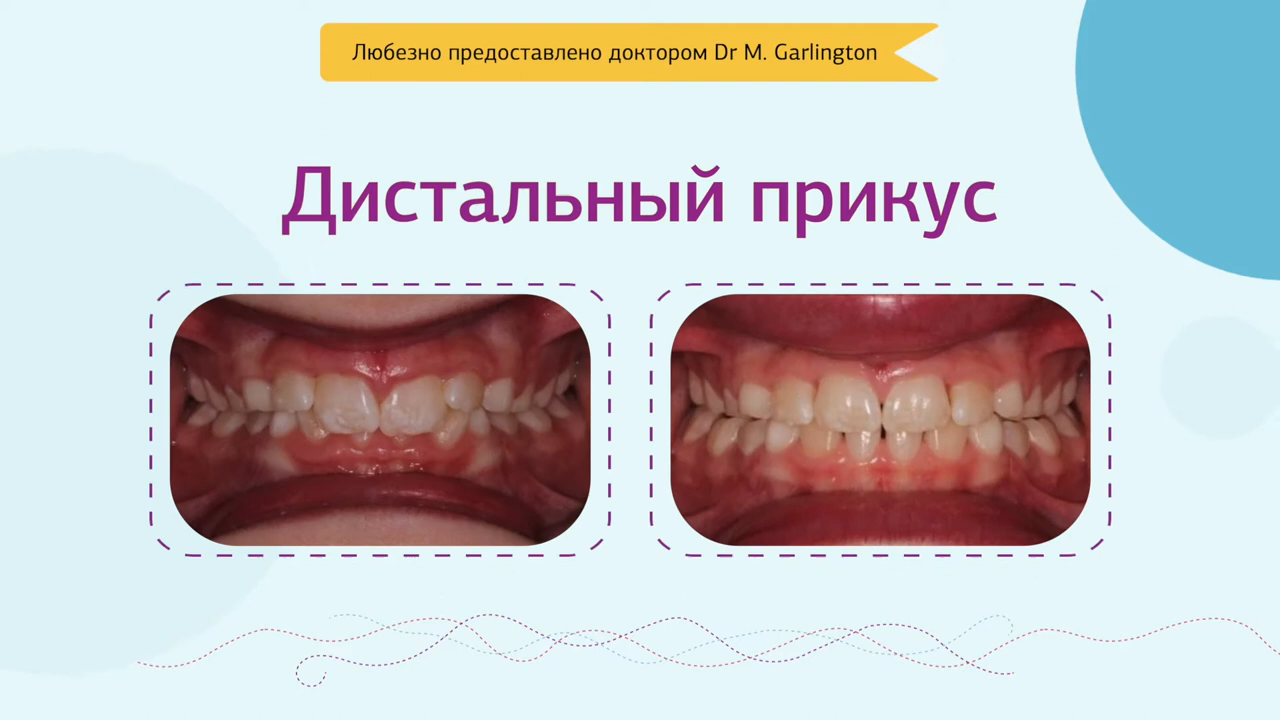 Любезно предоставлено доктором Dr M. Garlington
Дистальный прикус